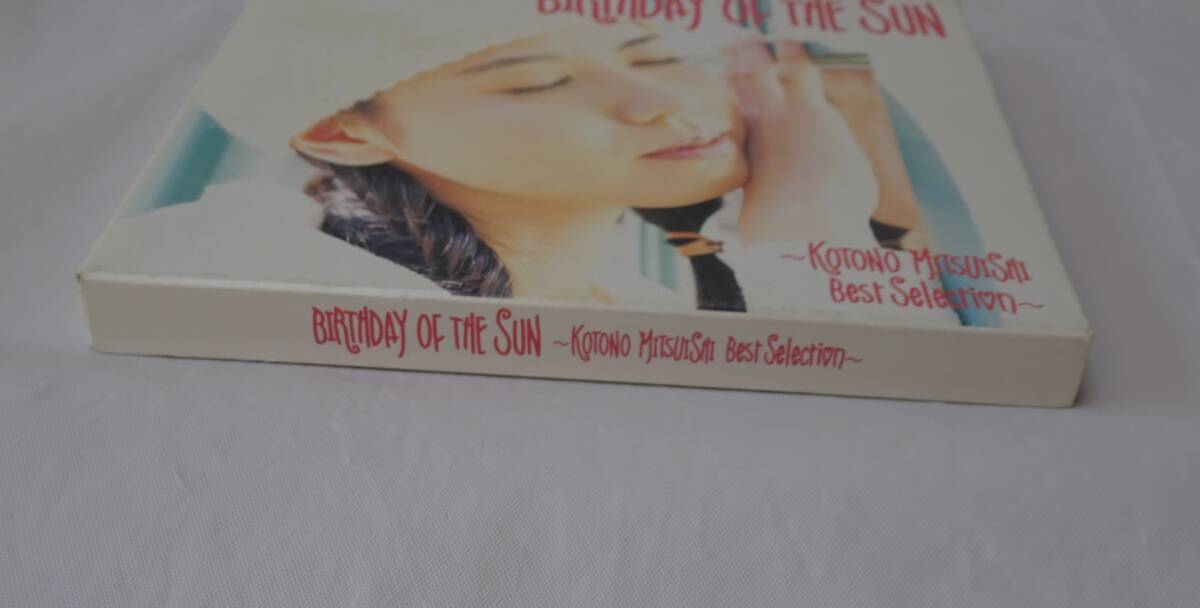 BIRTHDAY OF THE SUN
~KOTONO MITSUISHI
Best Selection~
BIRTHDAY OF THE SUN ~KOTONO MITSUISHI Best Selection~